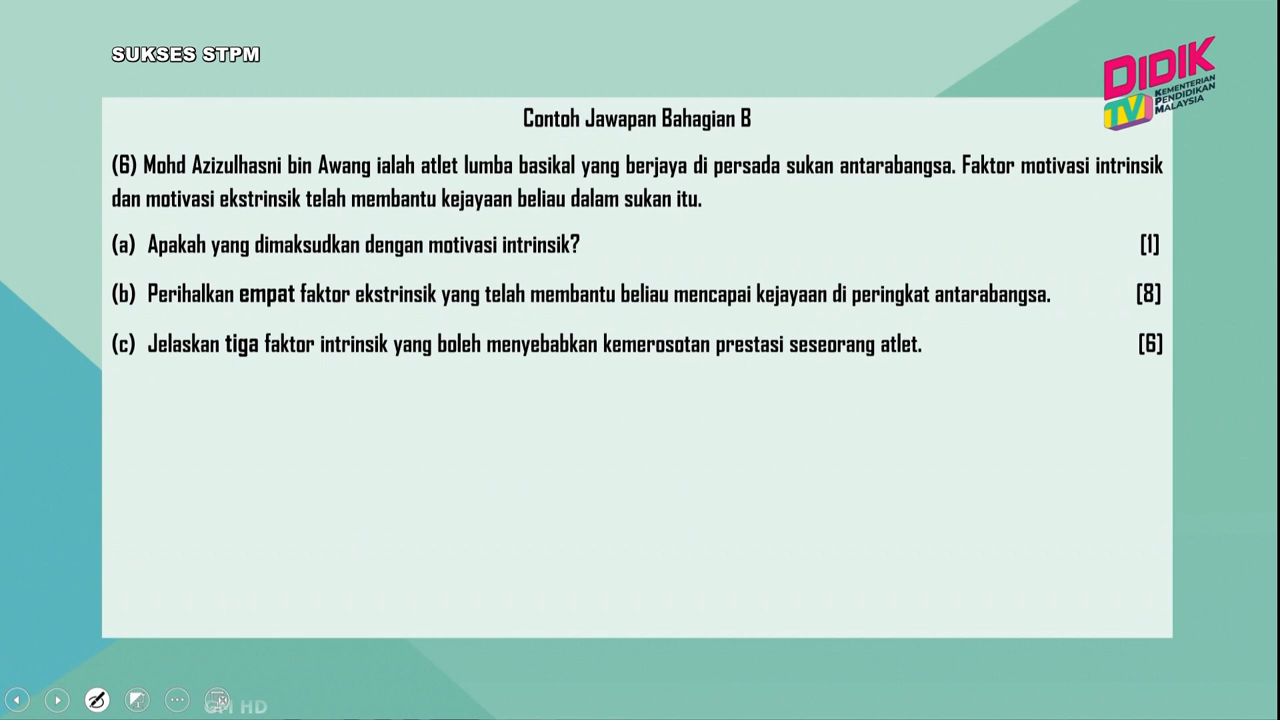 SUKSES STPM
DIDIK
TV
KEMENTERIAN
PENDIDIKAN
MALAYSIA
Contoh Jawapan Bahagian B
(6) Mohd Azizulhasni bin Awang ialah atlet lumba basikal yang berjaya di persada sukan antarabangsa. Faktor motivasi intrinsik
dan motivasi ekstrinsik telah membantu kejayaan beliau dalam sukan itu.
(a) Apakah yang dimaksudkan dengan motivasi intrinsik? [1]
(b) Perihalkan empat faktor ekstrinsik yang telah membantu beliau mencapai kejayaan di peringkat antarabangsa. [8]
(c) Jelaskan tiga faktor intrinsik yang boleh menyebabkan kemerosotan prestasi seseorang atlet. [6]
HD